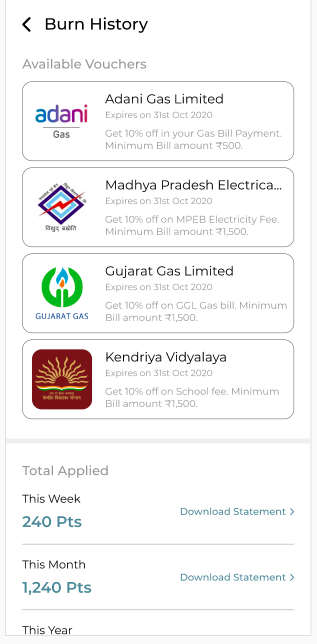 Burn History
Available Vouchers
adani
Gas
Adani Gas Limited
Expires on 31st Oct 2020
Get 10% off in your Gas Bill Payment.
Minimum Bill amount ₹500.
विद्युत् ब्रह्मेति
Madhya Pradesh Electrica...
Expires on 31st Oct 2020
Get 10% off on MPEB Electricity Fee.
Minimum Bill amount ₹1,500.
GUJARAT GAS
Gujarat Gas Limited
Expires on 31st Oct 2020
Get 10% off on GGL Gas bill. Minimum
Bill amount ₹1,500.
केन्द्रीय विद्यालय संगठन
Kendriya Vidyalaya
Expires on 31st Oct 2020
Get 10% off on School fee. Minimum
Bill amount ₹1,500.
Total Applied
This Week
240 Pts
Download Statement >
This Month
1,240 Pts
Download Statement >
This Year